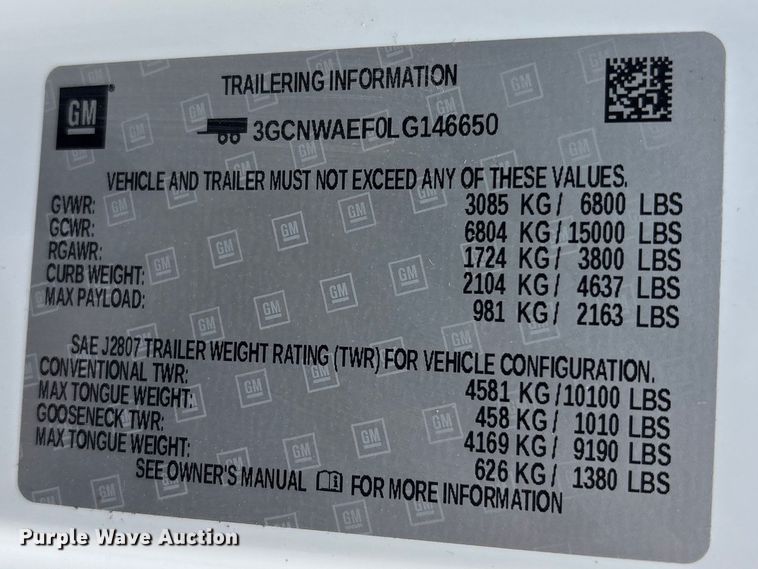 GM
TRAILERING INFORMATION
3GCNWAEF0LG146650
VEHICLE AND TRAILER MUST NOT EXCEED ANY OF THESE VALUES.
GVWR: 3085 KG/ 6800 LBS
GCWR: 6804 KG/ 15000 LBS
RGAWR: 1724 KG/ 3800 LBS
CURB WEIGHT: 2104 KG/ 4637 LBS
MAX PAYLOAD: 981 KG/ 2163 LBS
SAE J2807 TRAILER WEIGHT RATING (TWR) FOR VEHICLE CONFIGURATION.
CONVENTIONAL TWR: 4581 KG/10100 LBS
MAX TONGUE WEIGHT: 458 KG/ 1010 LBS
GOOSENECK TWR: 4169 KG/ 9190 LBS
MAX TONGUE WEIGHT: 626 KG/ 1380 LBS
SEE OWNER'S MANUAL FOR MORE INFORMATION
Purple Wave Auction